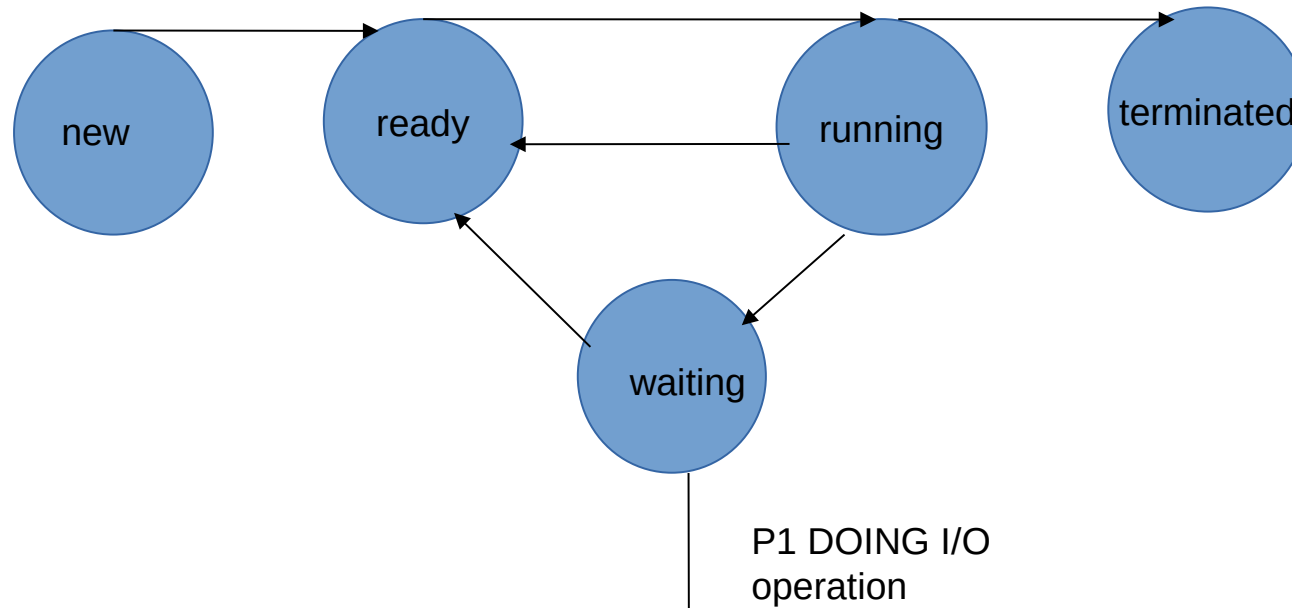 new
ready
running
terminated
waiting
P1 DOING I/O
operation